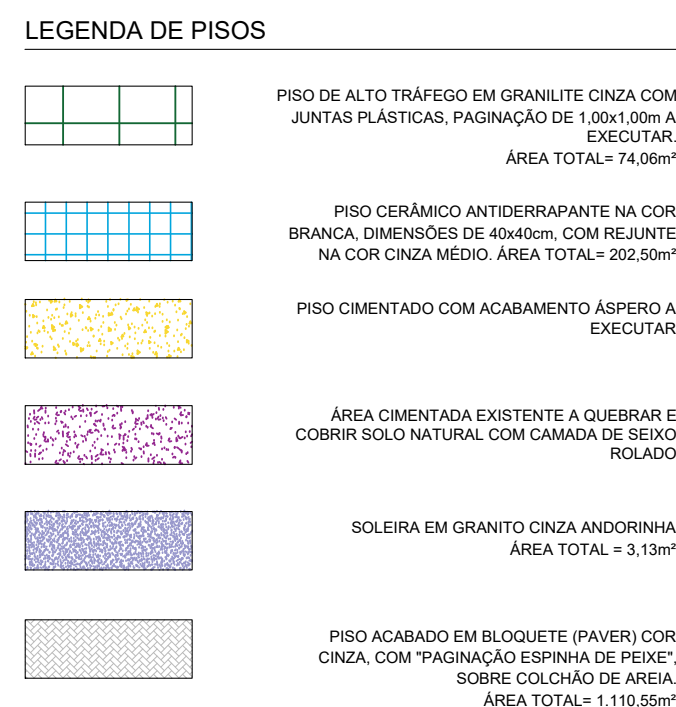 LEGENDA DE PISOS
PISO DE ALTO TRÁFEGO EM GRANILITE CINZA COM
JUNTAS PLÁSTICAS, PAGINAÇÃO DE 1,00x1,00m A
EXECUTAR.
ÁREA TOTAL= 74,06m²
PISO CERÂMICO ANTIDERRAPANTE NA COR
BRANCA, DIMENSÕES DE 40x40cm, COM REJUNTE
NA COR CINZA MÉDIO. ÁREA TOTAL= 202,50m²
PISO CIMENTADO COM ACABAMENTO ÁSPERO A
EXECUTAR
ÁREA CIMENTADA EXISTENTE A QUEBRAR E
COBRIR SOLO NATURAL COM CAMADA DE SEIXO
ROLADO
SOLEIRA EM GRANITO CINZA ANDORINHA
ÁREA TOTAL = 3,13m²
PISO ACABADO EM BLOQUETE (PAVER) COR
CINZA, COM "PAGINAÇÃO ESPINHA DE PEIXE",
SOBRE COLCHÃO DE AREIA.
ÁREA TOTAL= 1.110,55m²